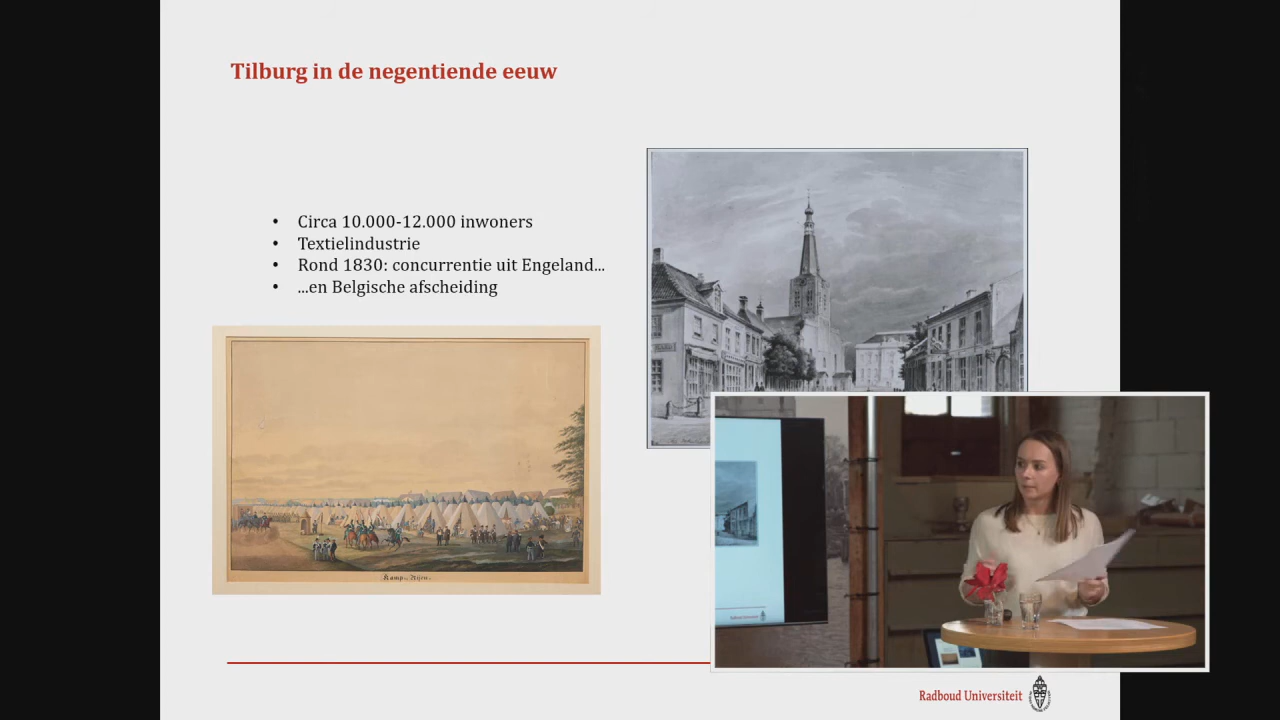 Tilburg in de negentiende eeuw
• Circa 10.000-12.000 inwoners
• Textielindustrie
• Rond 1830: concurrentie uit Engeland...
• ...en Belgische afscheiding
Radboud Universiteit